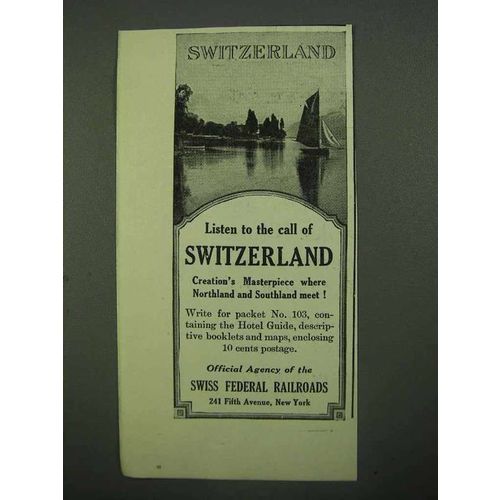 SWITZERLAND
Listen to the call of
SWITZERLAND
Creation's Masterpiece where
Northland and Southland meet!
Write for packet No. 103, con-
taining the Hotel Guide, descrip-
tive booklets and maps, enclosing
10 cents postage.
Official Agency of the
SWISS FEDERAL RAILROADS
241 Fifth Avenue, New York